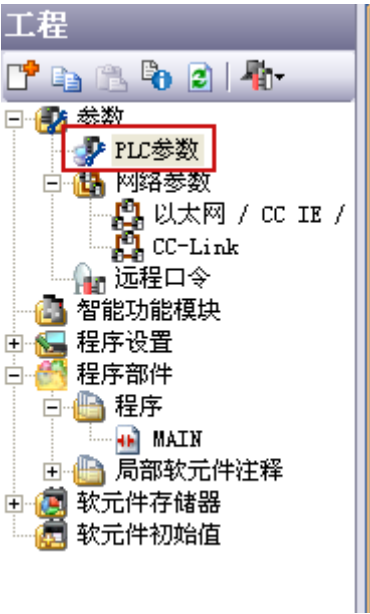 工程
参数
PLC参数
网络参数
以太网 / CC IE /
CC-Link
远程口令
智能功能模块
程序设置
程序部件
程序
MAIN
局部软元件注释
软元件存储器
软元件初始值